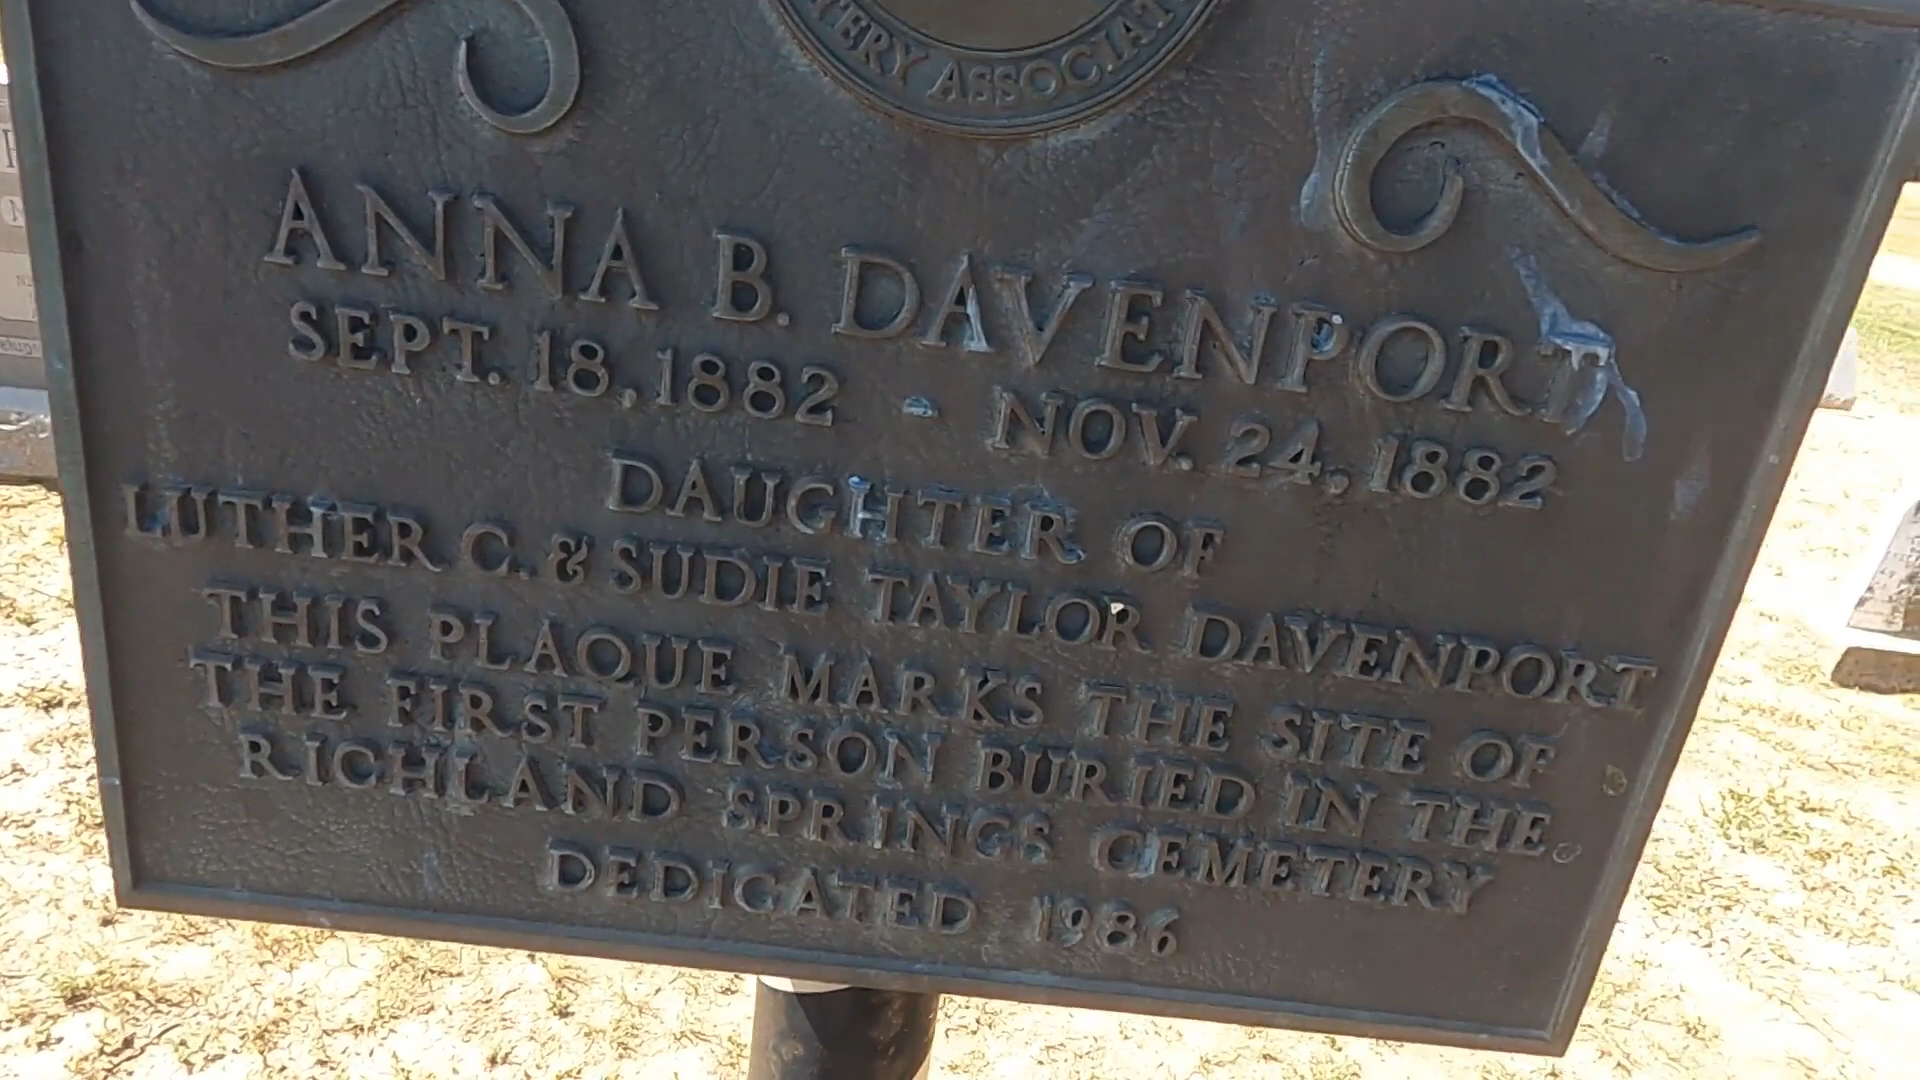 ASSOCIAT
ANNA B. DAVENPORT
SEPT. 18, 1882 - NOV. 24, 1882
DAUGHTER OF
LUTHER C. & SUDIE TAYLOR DAVENPORT
THIS PLAQUE MARKS THE SITE OF
THE FIRST PERSON BURIED IN THE
RICHLAND SPRINGS CEMETERY
DEDICATED 1986